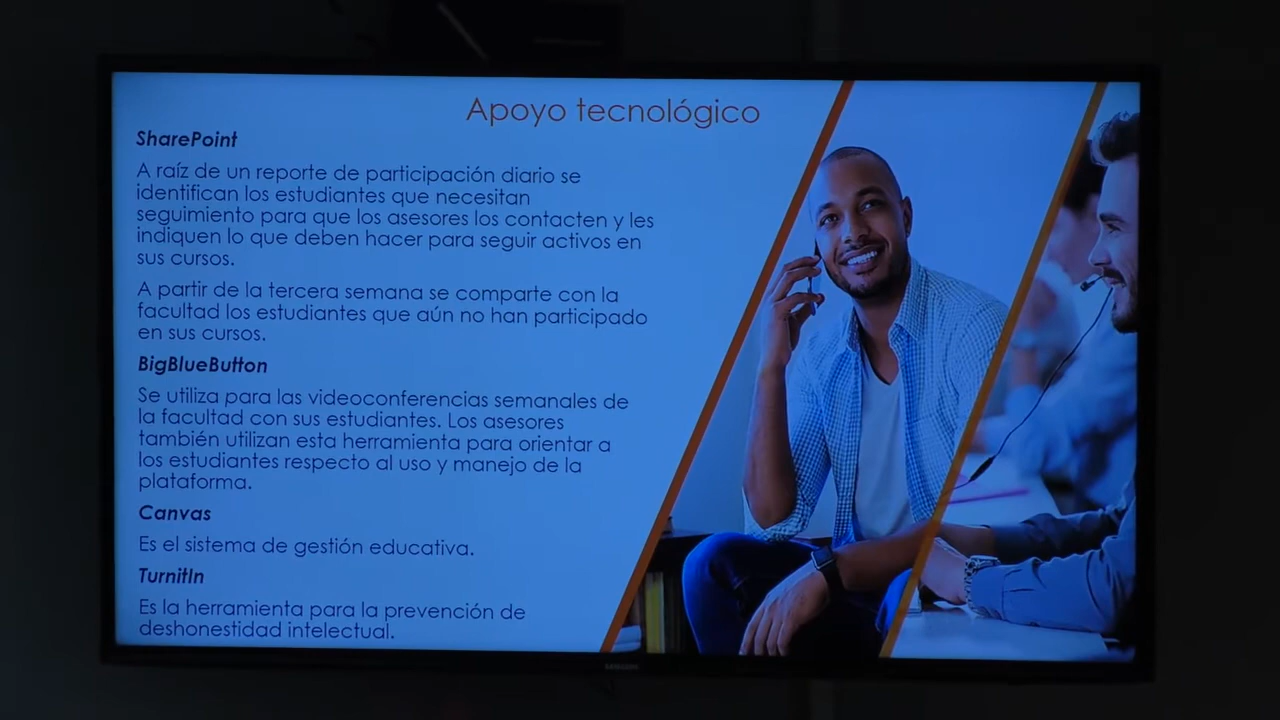 Apoyo tecnológico
SharePoint
A raíz de un reporte de participación diario se
identifican los estudiantes que necesitan
seguimiento para que los asesores los contacten y les
indiquen lo que deben hacer para seguir activos en
sus cursos.
A partir de la tercera semana se comparte con la
facultad los estudiantes que aún no han participado
en sus cursos.
BigBlueButton
Se utiliza para las videoconferencias semanales de
la facultad con sus estudiantes. Los asesores
también utilizan esta herramienta para orientar a
los estudiantes respecto al uso y manejo de la
plataforma.
Canvas
Es el sistema de gestión educativa.
TurnitIn
Es la herramienta para la prevención de
deshonestidad intelectual.
SAMSUNG